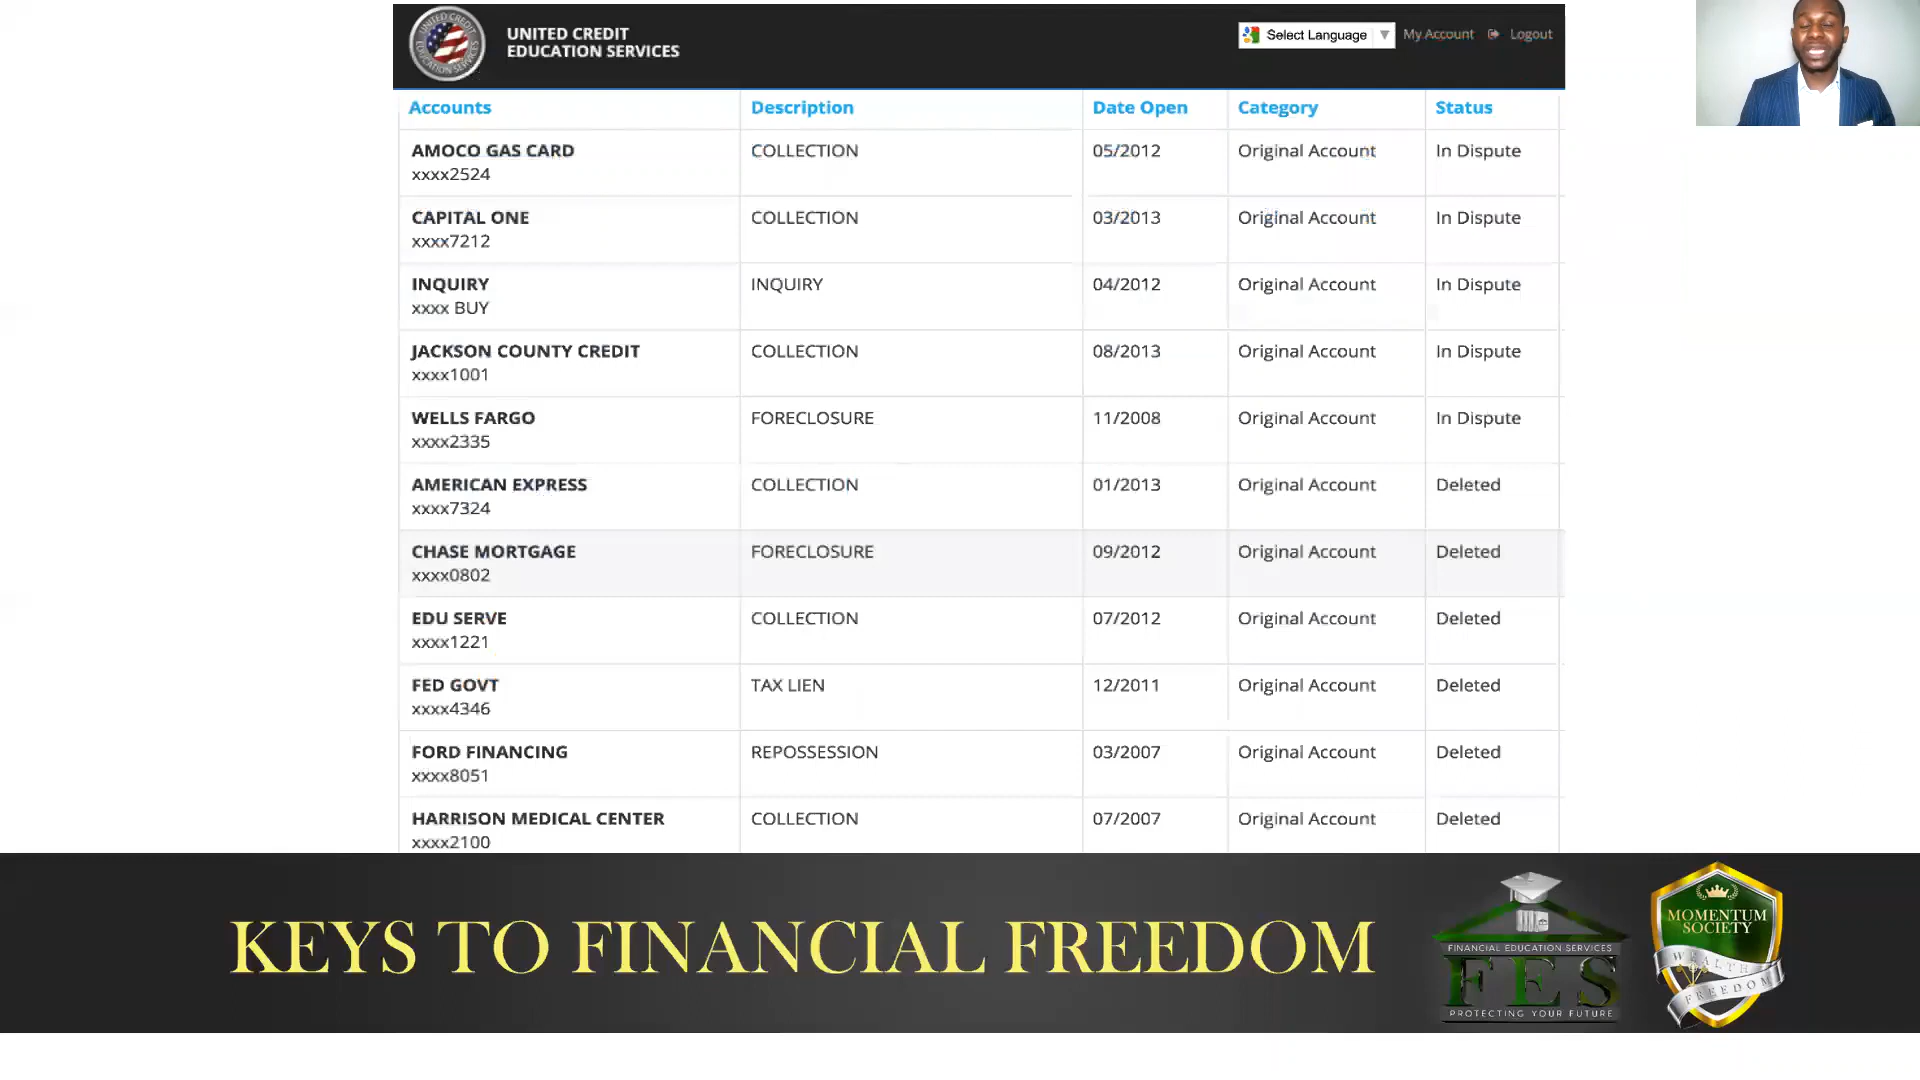 UNITED CREDIT
EDUCATION SERVICES
Select Language
My Account
Logout
Accounts Description Date Open Category Status
AMOCO GAS CARD COLLECTION 05/2012 Original Account In Dispute
xxxx2524
CAPITAL ONE COLLECTION 03/2013 Original Account In Dispute
xxxx7212
INQUIRY INQUIRY 04/2012 Original Account In Dispute
xxxx BUY
JACKSON COUNTY CREDIT COLLECTION 08/2013 Original Account In Dispute
xxxx1001
WELLS FARGO FORECLOSURE 11/2008 Original Account In Dispute
xxxx2335
AMERICAN EXPRESS COLLECTION 01/2013 Original Account Deleted
xxxx7324
CHASE MORTGAGE FORECLOSURE 09/2012 Original Account Deleted
xxxx0802
EDU SERVE COLLECTION 07/2012 Original Account Deleted
xxxx1221
FED GOVT TAX LIEN 12/2011 Original Account Deleted
xxxx4346
FORD FINANCING REPOSSESSION 03/2007 Original Account Deleted
xxxx8051
HARRISON MEDICAL CENTER COLLECTION 07/2007 Original Account Deleted
xxxx2100
KEYS TO FINANCIAL FREEDOM
FINANCIAL EDUCATION SERVICES
FES
PROTECTING YOUR FUTURE
MOMENTUM
SOCIETY
WEALTH
FREEDOM
UNITED CREDIT
EDUCATION SERVICES